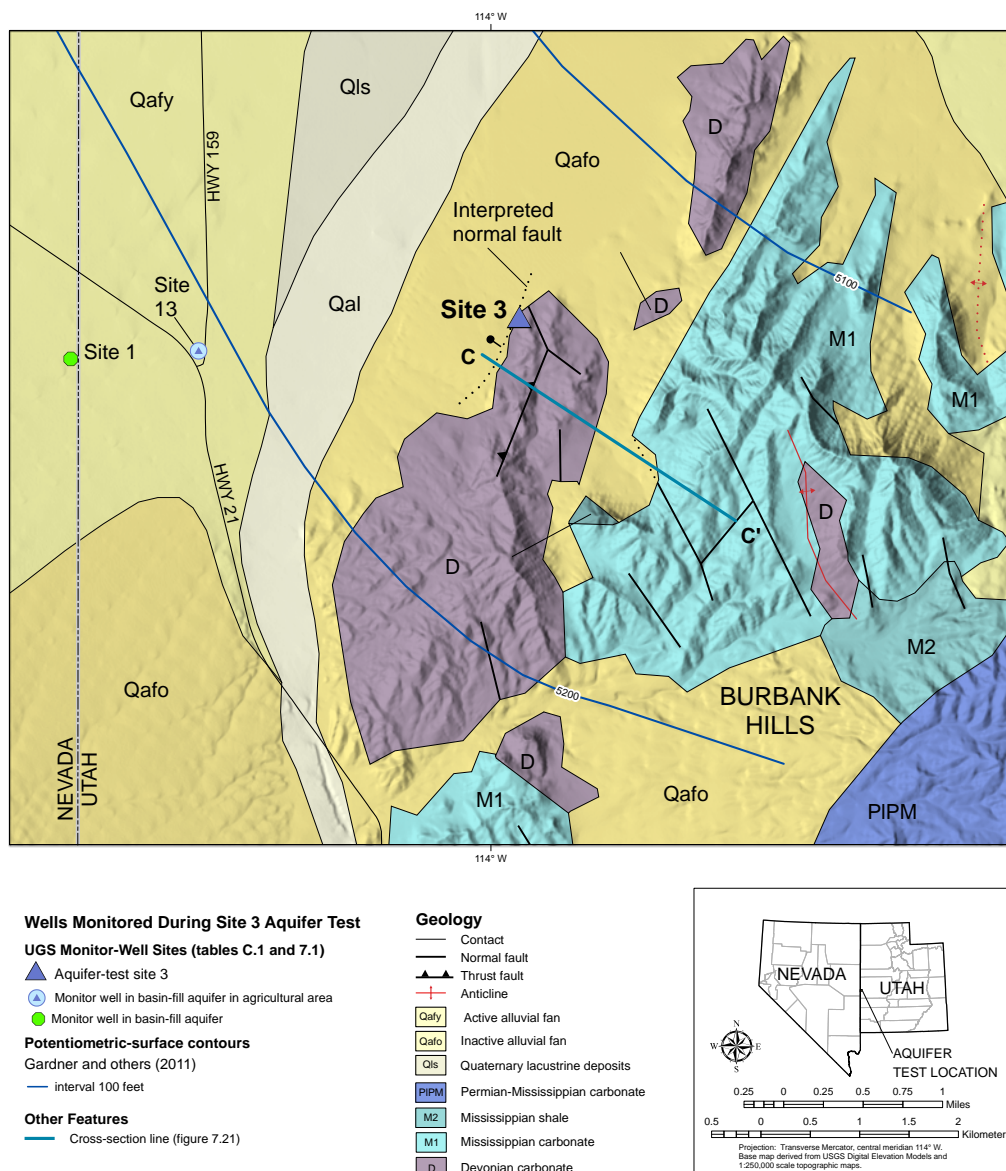 114° W
Qafy
Qls
D
Qafo
HWY 159
Interpreted
normal fault
5100
Site
13
Qal
Site 3
D
M1
Site 1
C
M1
HWY 21
C'
D
D
M2
Qafo
5200
BURBANK
HILLS
NEVADA
UTAH
D
M1
Qafo
PIPM
114° W
Wells Monitored During Site 3 Aquifer Test
UGS Monitor-Well Sites (tables C.1 and 7.1)
Aquifer-test site 3
Monitor well in basin-fill aquifer in agricultural area
Monitor well in basin-fill aquifer
Potentiometric-surface contours
Gardner and others (2011)
interval 100 feet
Other Features
Cross-section line (figure 7.21)
Geology
Contact
Normal fault
Thrust fault
Anticline
Qafy Active alluvial fan
Qafo Inactive alluvial fan
Qls Quaternary lacustrine deposits
PIPM Permian-Mississippian carbonate
M2 Mississippian shale
M1 Mississippian carbonate
D Devonian carbonate
NEVADA
UTAH
N
W E
S
AQUIFER
TEST LOCATION
0.25 0 0.25 0.5 0.75 1
Miles
0.5 0 0.5 1 1.5 2
Kilometer
Projection: Transverse Mercator, central meridian 114° W.
Base map derived from USGS Digital Elevation Models and
1:250,000 scale topographic maps.